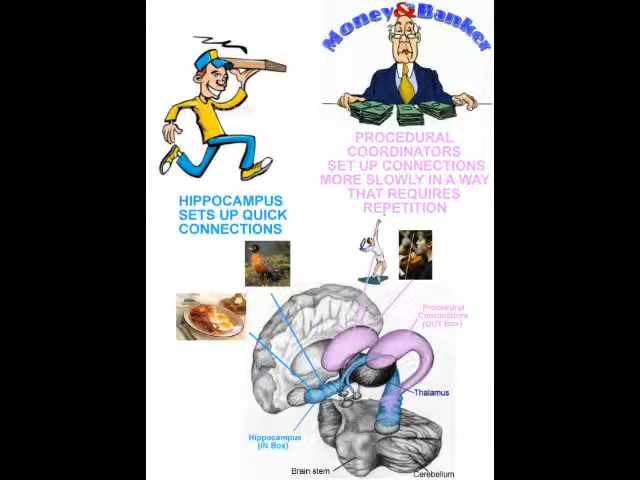 Money&Banker
PROCEDURAL
COORDINATORS
SET UP CONNECTIONS
MORE SLOWLY IN A WAY
THAT REQUIRES
REPETITION
HIPPOCAMPUS
SETS UP QUICK
CONNECTIONS
Procedural
Coordinators
(OUT Box)
Thalamus
Hippocampus
(IN Box)
Brain stem
Cerebellum